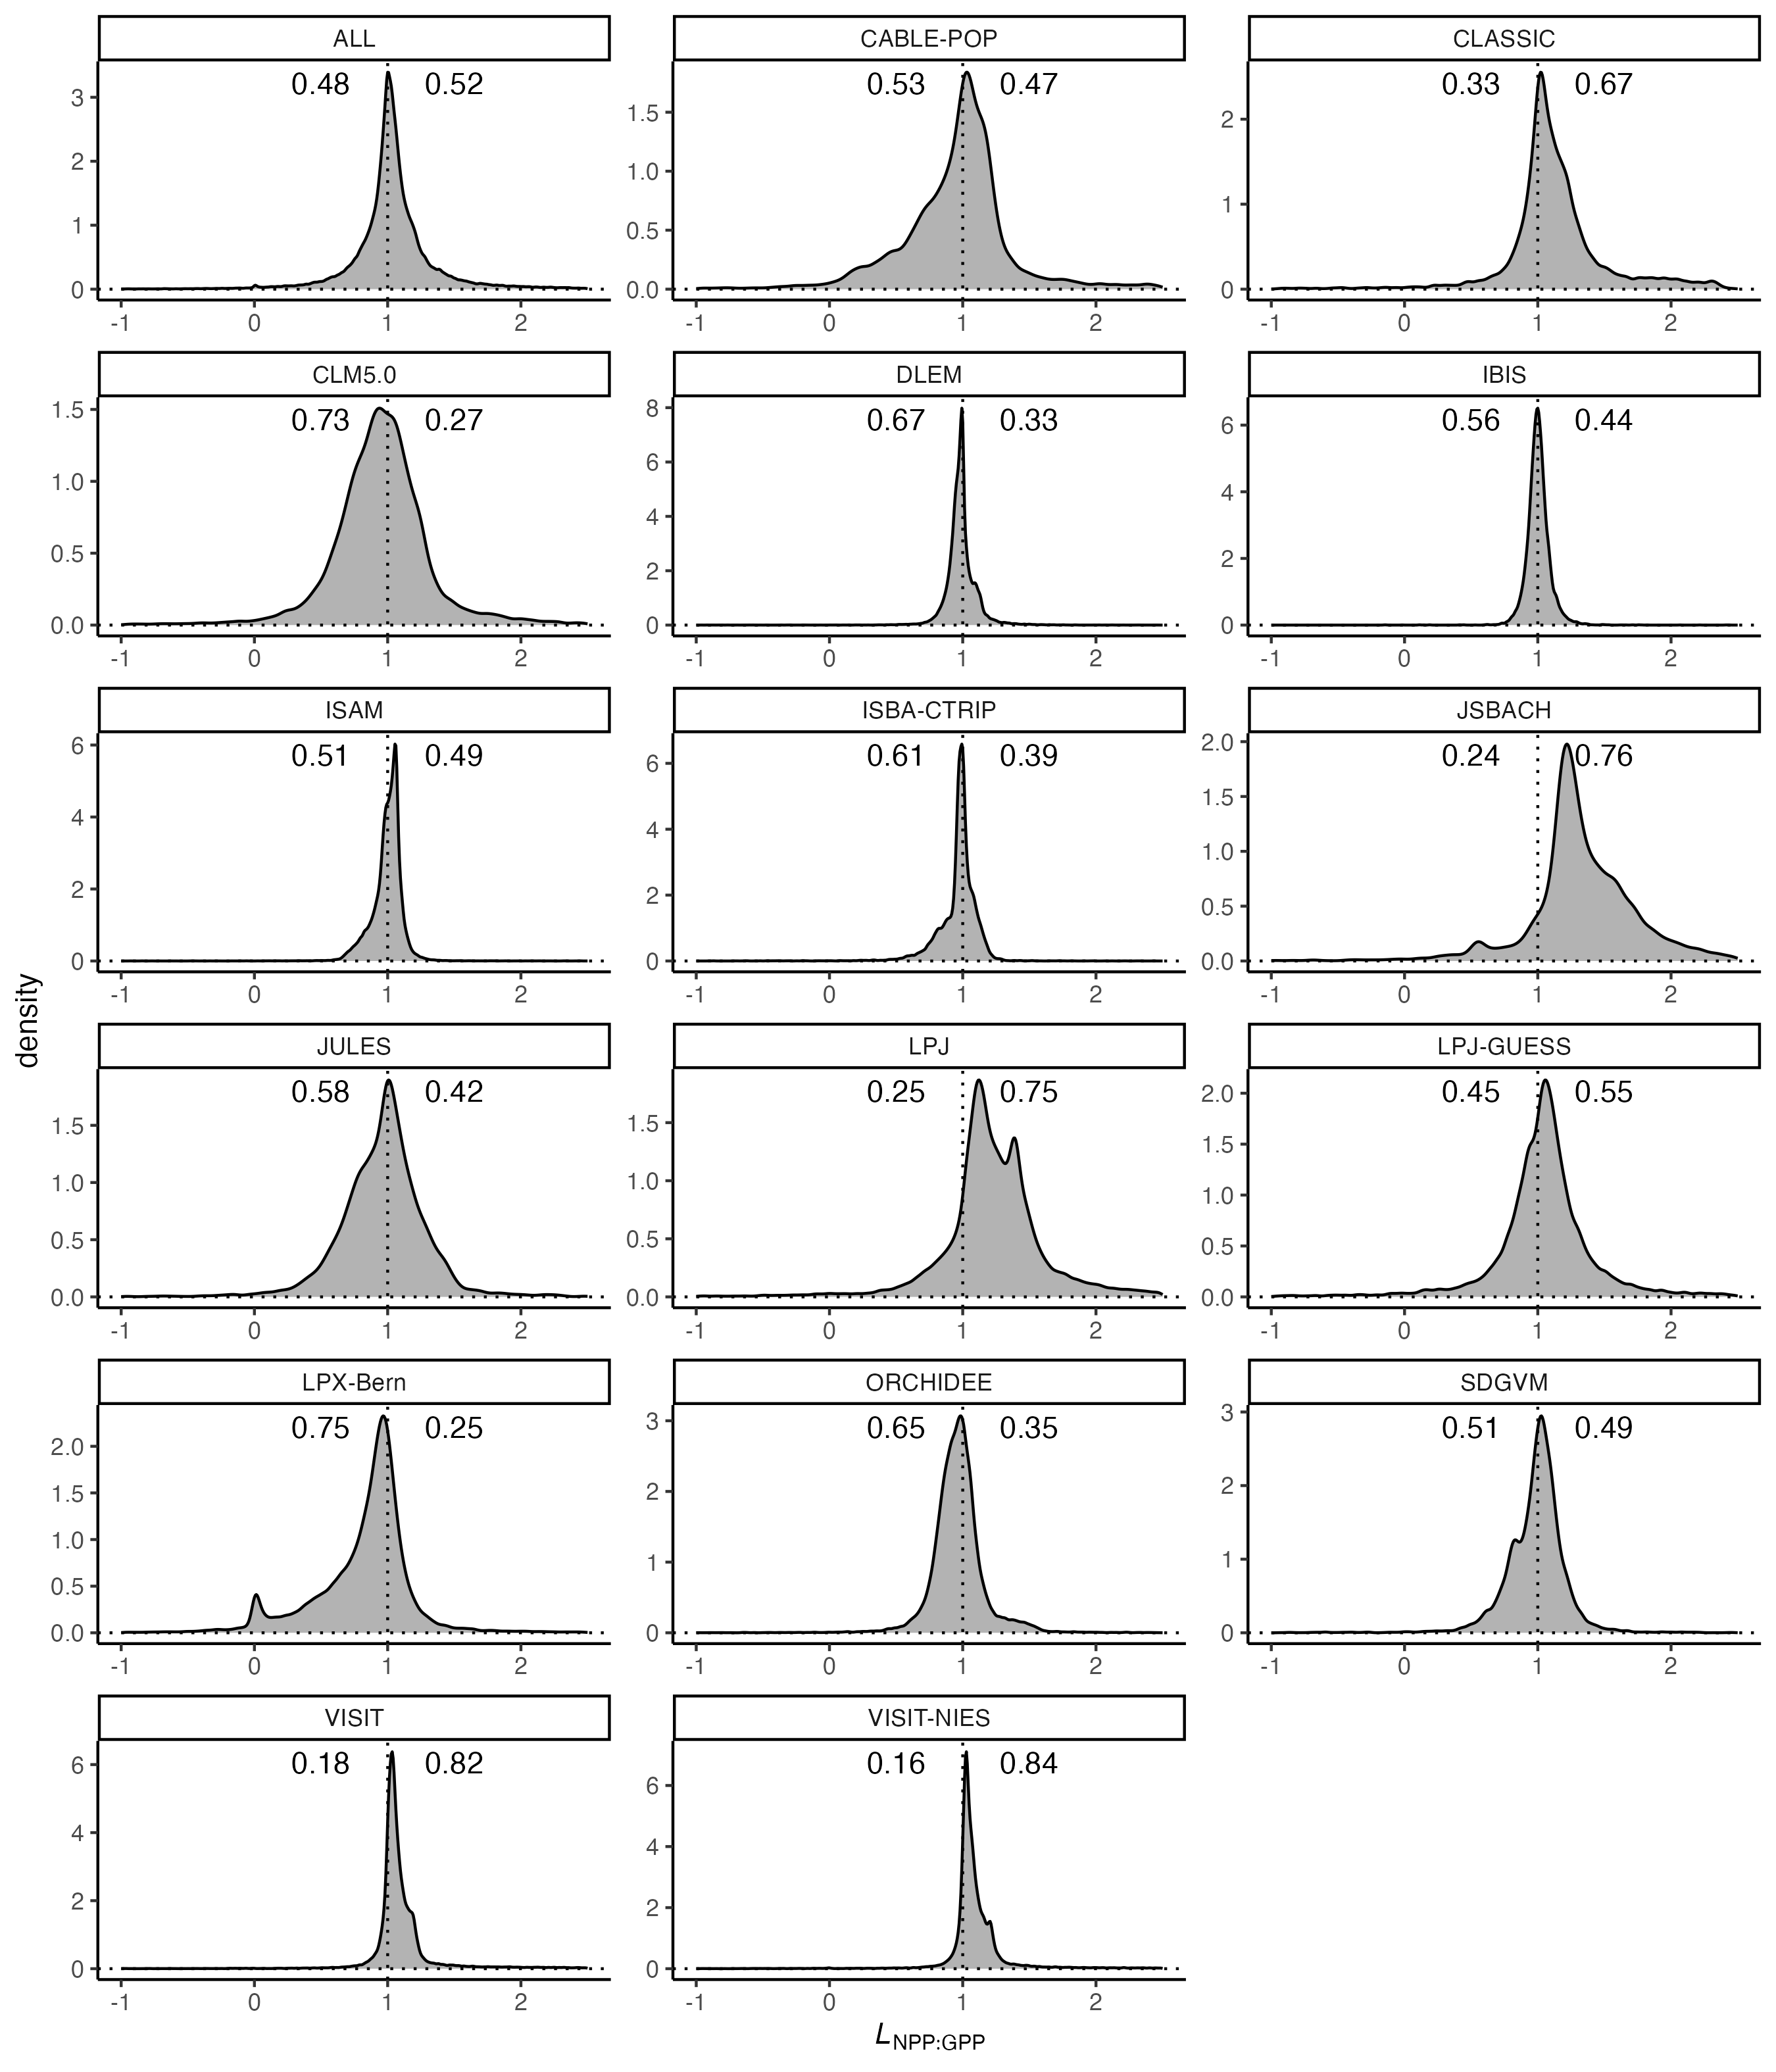 ALL
0.48 0.52
3
2
1
0
-1 0 1 2
CABLE-POP
0.53 0.47
1.5
1.0
0.5
0.0
-1 0 1 2
CLASSIC
0.33 0.67
2
1
0
-1 0 1 2
CLM5.0
0.73 0.27
1.5
1.0
0.5
0.0
-1 0 1 2
DLEM
0.67 0.33
8
6
4
2
0
-1 0 1 2
IBIS
0.56 0.44
6
4
2
0
-1 0 1 2
ISAM
0.51 0.49
6
4
2
0
-1 0 1 2
ISBA-CTRIP
0.61 0.39
6
4
2
0
-1 0 1 2
JSBACH
0.24 0.76
2.0
1.5
1.0
0.5
0.0
-1 0 1 2
density
JULES
0.58 0.42
1.5
1.0
0.5
0.0
-1 0 1 2
LPJ
0.25 0.75
1.5
1.0
0.5
0.0
-1 0 1 2
LPJ-GUESS
0.45 0.55
2.0
1.5
1.0
0.5
0.0
-1 0 1 2
LPX-Bern
0.75 0.25
2.0
1.5
1.0
0.5
0.0
-1 0 1 2
ORCHIDEE
0.65 0.35
3
2
1
0
-1 0 1 2
SDGVM
0.51 0.49
3
2
1
0
-1 0 1 2
VISIT
0.18 0.82
6
4
2
0
-1 0 1 2
VISIT-NIES
0.16 0.84
6
4
2
0
-1 0 1 2
L NPP:GPP